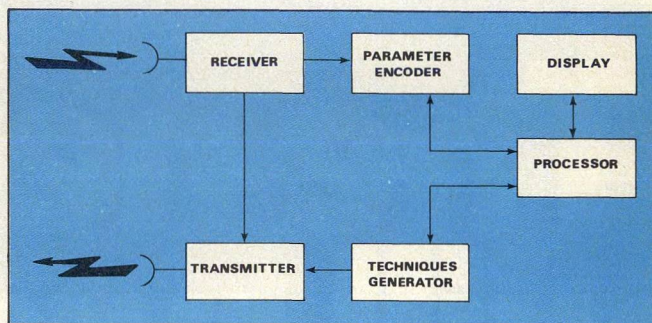 RECEIVER
PARAMETER
ENCODER
DISPLAY
PROCESSOR
TRANSMITTER
TECHNIQUES
GENERATOR